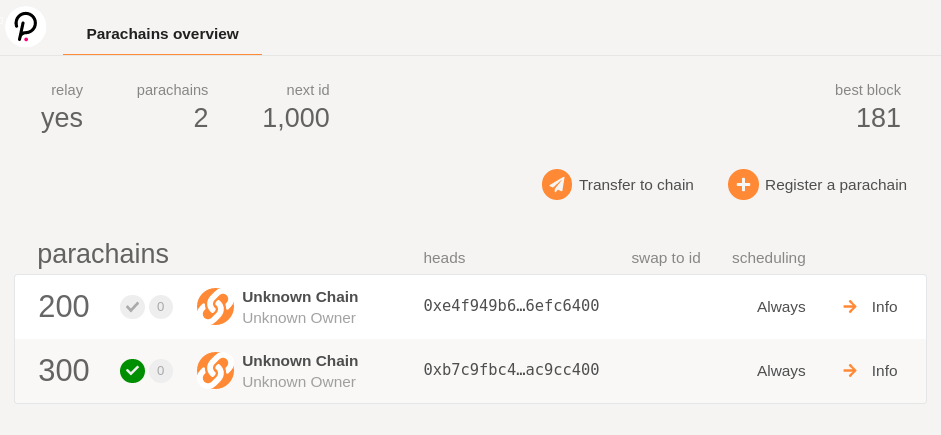 Parachains overview
relay parachains next id best block
yes 2 1,000 181
Transfer to chain Register a parachain
parachains heads swap to id scheduling
200 0 Unknown Chain Unknown Owner 0xe4f949b6…6efc6400 Always Info
300 0 Unknown Chain Unknown Owner 0xb7c9fbc4…ac9cc400 Always Info